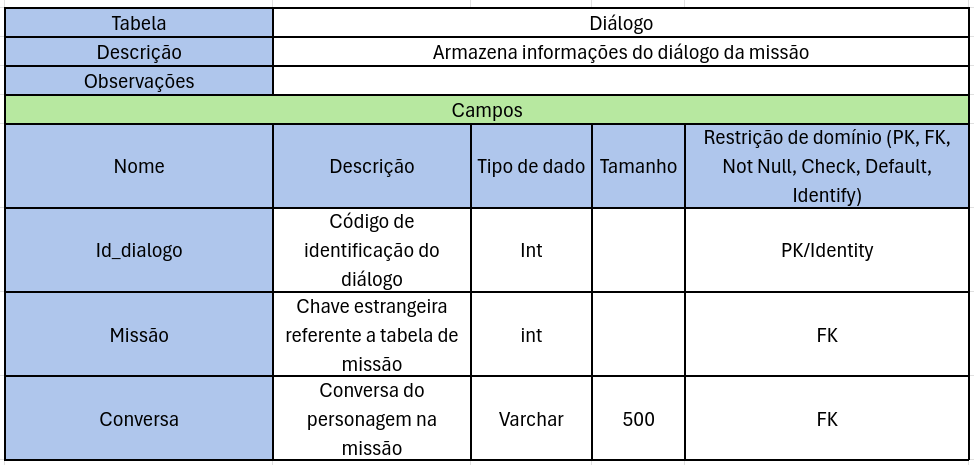 Tabela
Diálogo
Descrição
Armazena informações do diálogo da missão
Observações
Campos
Nome
Descrição
Tipo de dado
Tamanho
Restrição de domínio (PK, FK,
Not Null, Check, Default,
Identify)
Id_dialogo
Código de
identificação do
diálogo
Int
PK/Identity
Missão
Chave estrangeira
referente a tabela de
missão
int
FK
Conversa
Conversa do
personagem na
missão
Varchar
500
FK